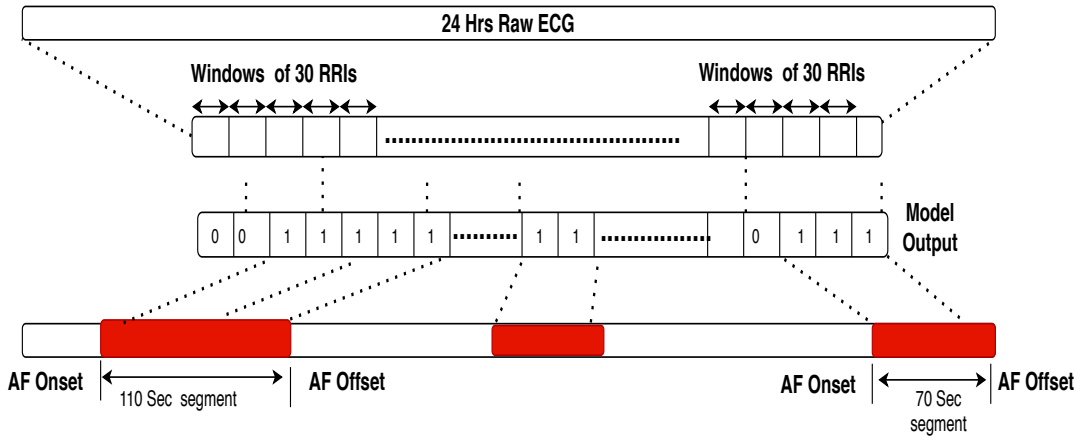 24 Hrs Raw ECG
Windows of 30 RRIs
Windows of 30 RRIs
0 0 1 1 1 1 1 1 1 0 1 1 1
Model
Output
AF Onset
110 Sec segment
AF Offset
AF Onset
70 Sec
segment
AF Offset